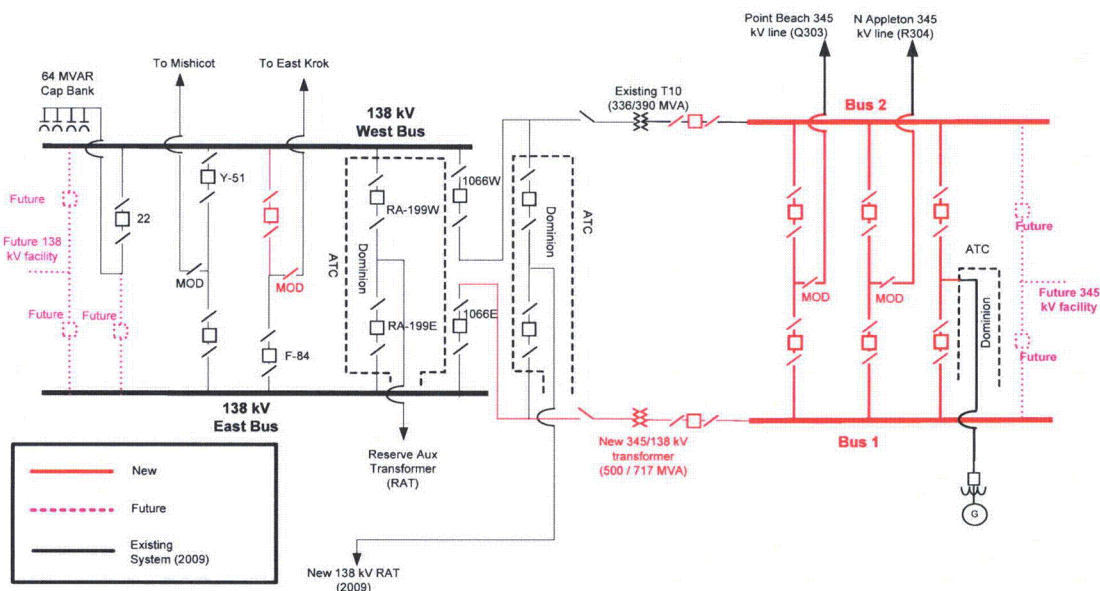 Point Beach 345
kV line (Q303)
N Appleton 345
kV line (R304)
64 MVAR
Cap Bank
To Mishicot
To East Krok
Existing T10
(336/390 MVA)
Bus 2
138 kV
West Bus
Y-51
1066W
Future
22
RA-199W
Dominion
ATC
Dominion
ATC
Future
Future 138
kV facility
MOD
MOD
MOD
MOD
ATC
Dominion
Future 345
kV facility
Future
Future
RA-199E
1066E
F-84
Future
138 kV
East Bus
Bus 1
New 345/138 kV
transformer
(500 / 717 MVA)
Reserve Aux
Transformer
(RAT)
New
Future
Existing
System (2009)
G
New 138 kV RAT
(2009)